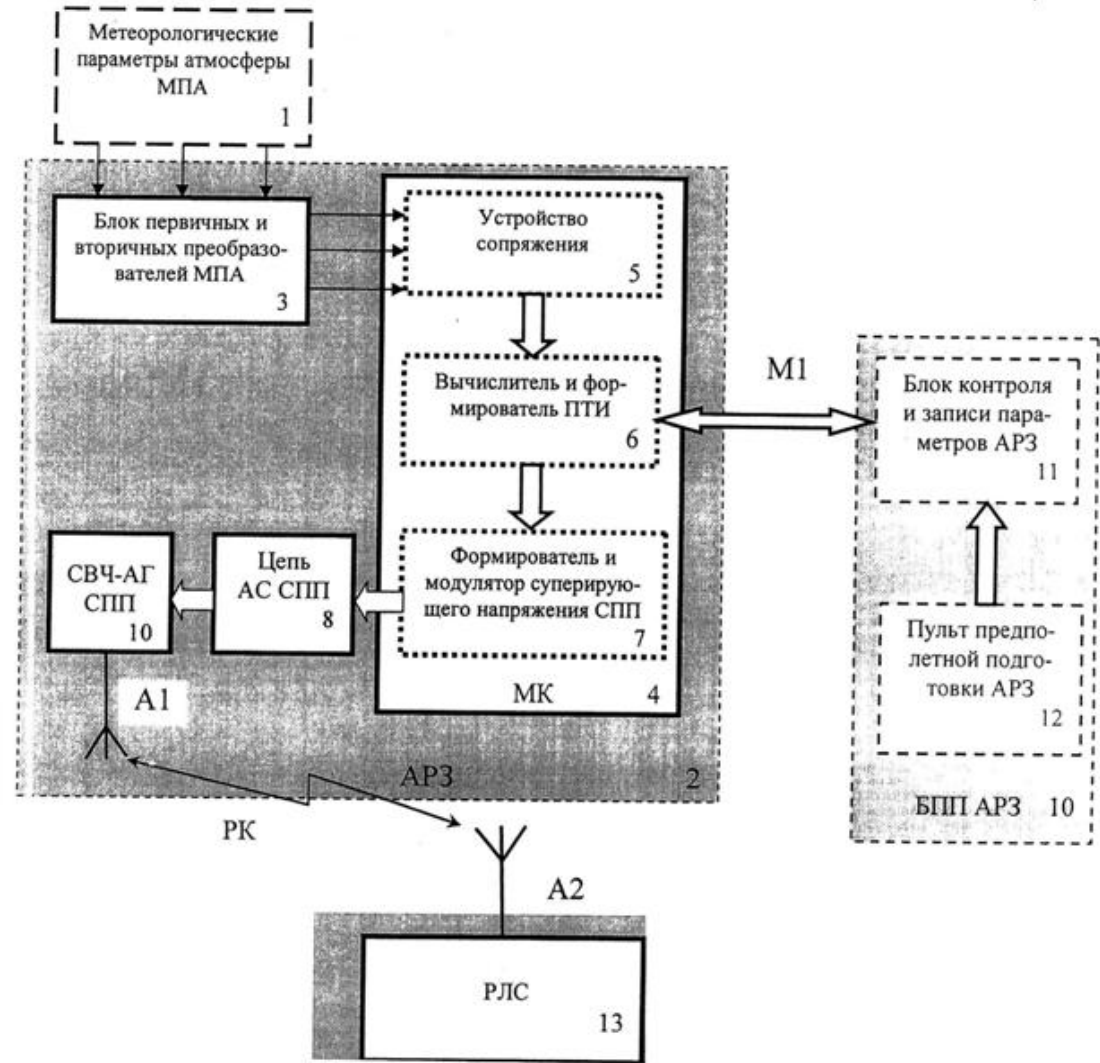 Метеорологические
параметры атмосферы
МПА
1
Блок первичных и
вторичных преобразо-
вателей МПА
3
Устройство
сопряжения
5
Вычислитель и фор-
мирователь ПТИ
6
М1
Блок контроля
и записи пара-
метров АРЗ
11
СВЧ-АГ
СПП
10
Цепь
АС СПП
8
Формирователь и
модулятор суперирую-
щего напряжения СПП
7
Пульт предпо-
летной подго-
товки АРЗ
12
МК 4
А1
АРЗ 2
БПП АРЗ 10
РК
А2
РЛС
13